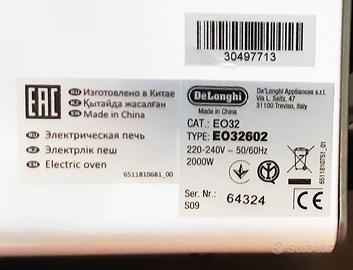 30497713
EAC
RU Изготовлено в Китае
KZ Қытайда жасалған
EN Made in China
RU Электрическая печь
KZ Электрлік пеш
EN Electric oven
6511810681_00
DeLonghi
Made in China
De'Longhi Appliances s.r.l.
Via L. Seitz, 47
31100 Treviso, Italy
CAT.: EO32
TYPE: EO32602
220-240V ~ 50/60Hz
2000W
6511810751_01
Ser. Nr.:
S09
64324
CE
Subito